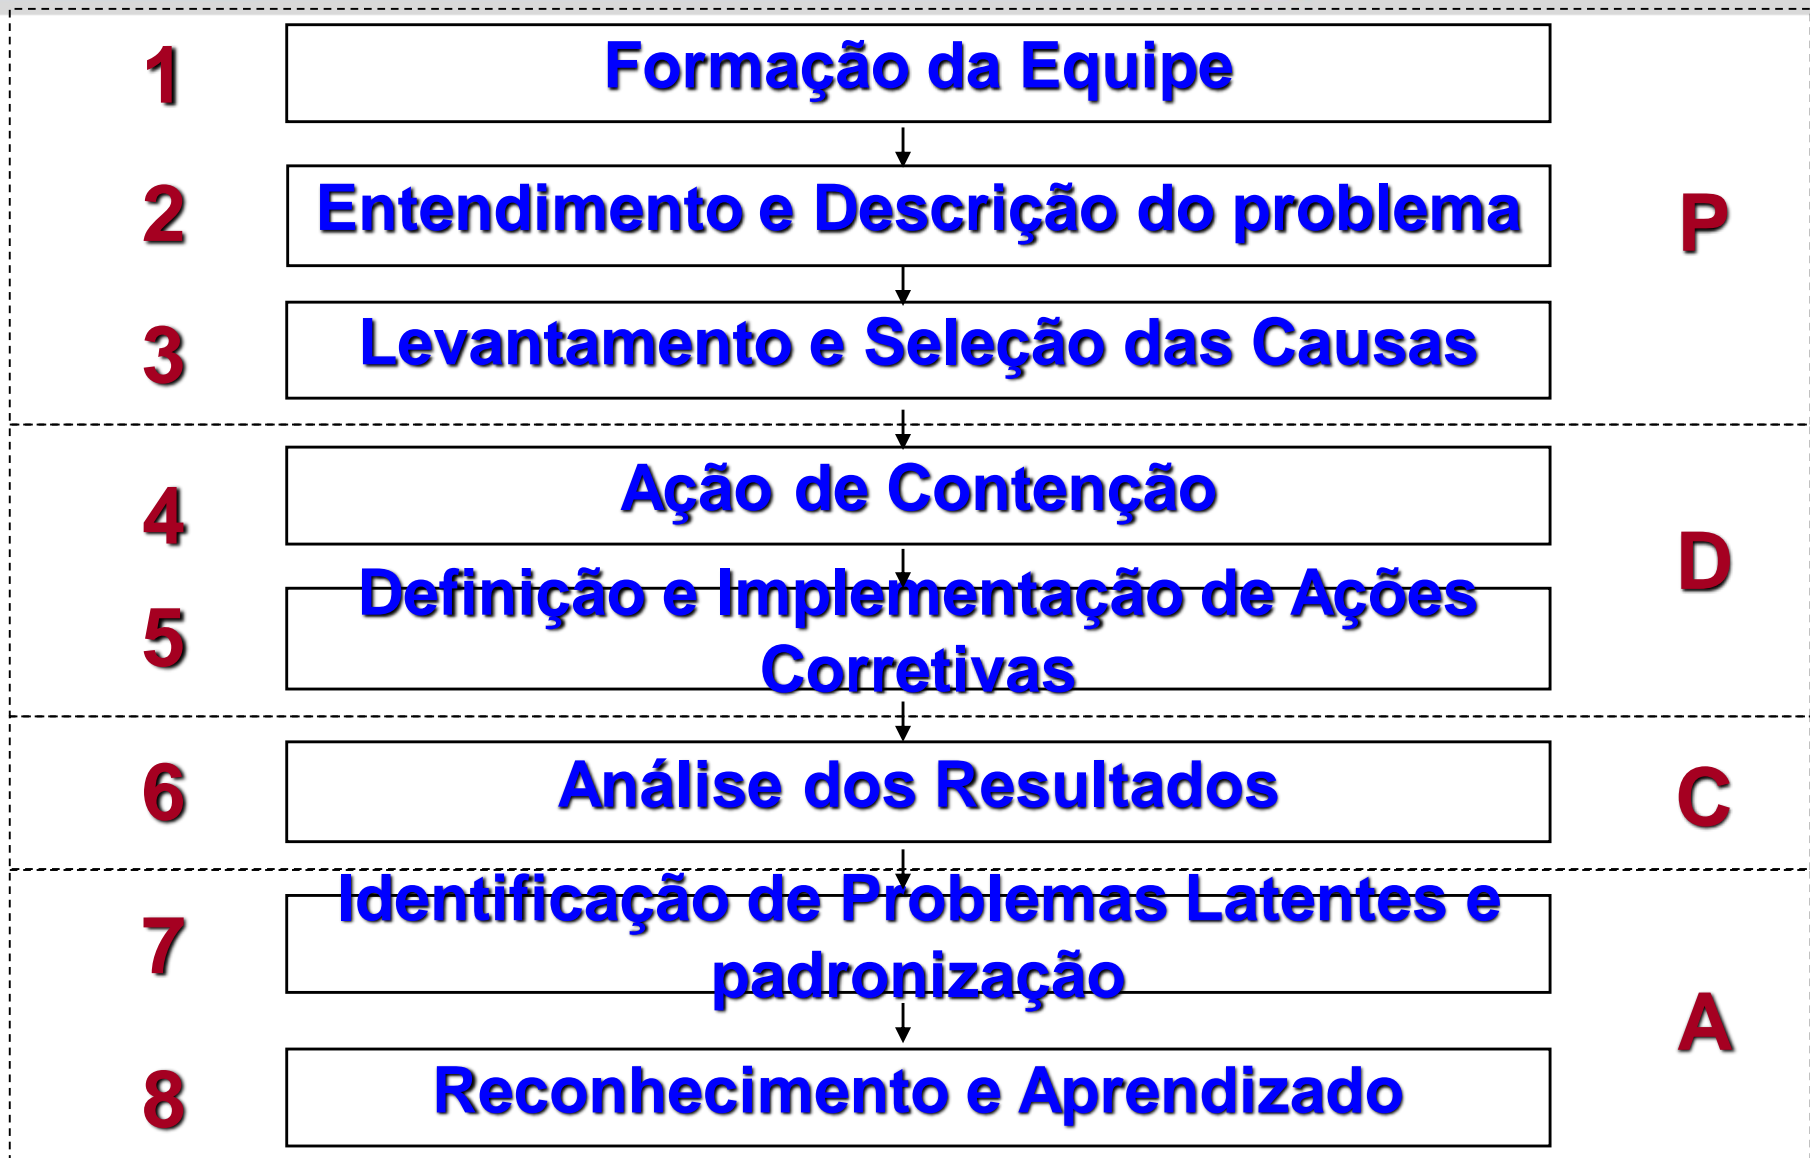 1 Formação da Equipe
2 Entendimento e Descrição do problema P
3 Levantamento e Seleção das Causas
4 Ação de Contenção
D
5 Definição e Implementação de Ações
Corretivas
6 Análise dos Resultados C
7 Identificação de Problemas Latentes e
padronização
A
8 Reconhecimento e Aprendizado